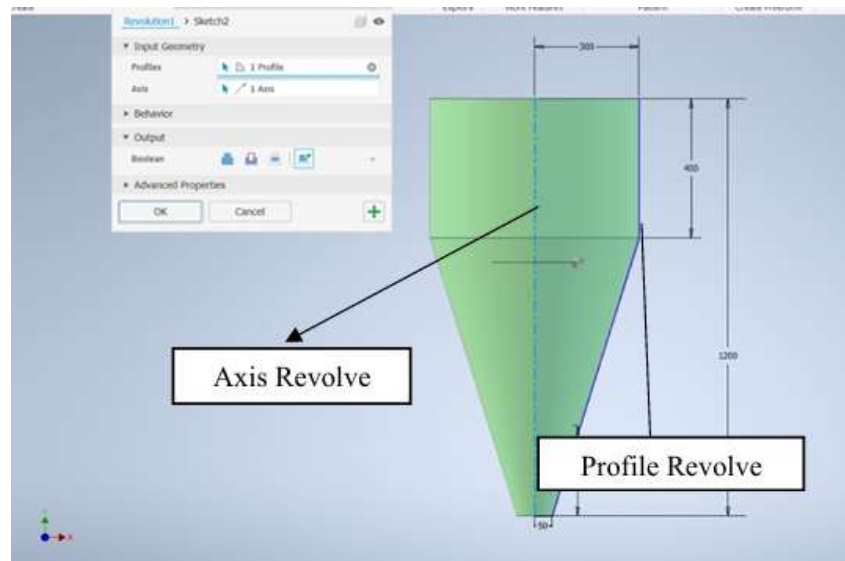 Revolution1 > Sketch2
Input Geometry
Profiles 1 Profile
Axis 1 Axis
Behavior
Output
Boolean
Advanced Properties
OK Cancel
300
400
1200
50
Axis Revolve
Profile Revolve
Y
X